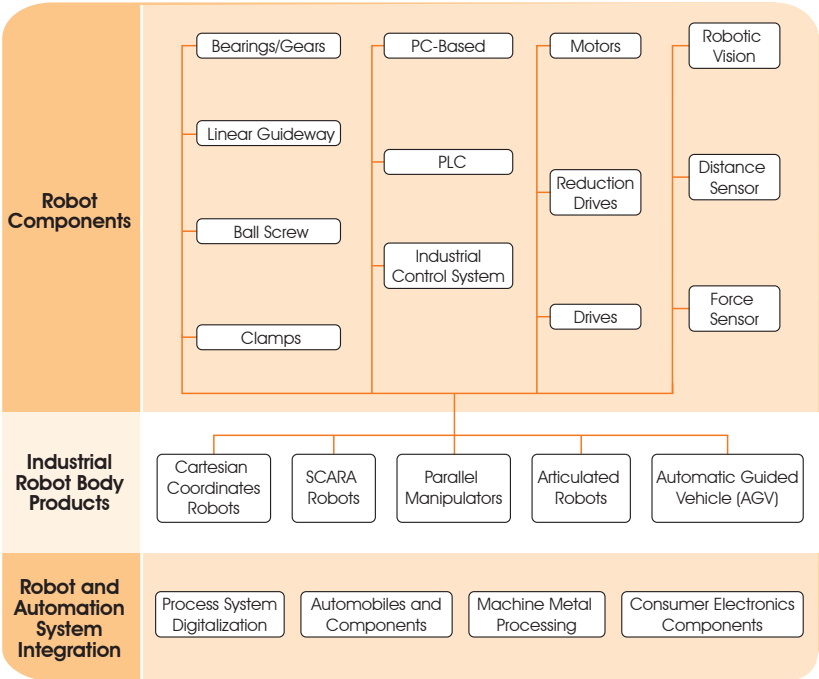 Robot
Components
Bearings/Gears
Linear Guideway
Ball Screw
Clamps
PC-Based
PLC
Industrial
Control System
Motors
Reduction
Drives
Drives
Robotic
Vision
Distance
Sensor
Force
Sensor
Industrial
Robot Body
Products
Cartesian
Coordinates
Robots
SCARA
Robots
Parallel
Manipulators
Articulated
Robots
Automatic Guided
Vehicle (AGV)
Robot and
Automation
System
Integration
Process System
Digitalization
Automobiles and
Components
Machine Metal
Processing
Consumer Electronics
Components